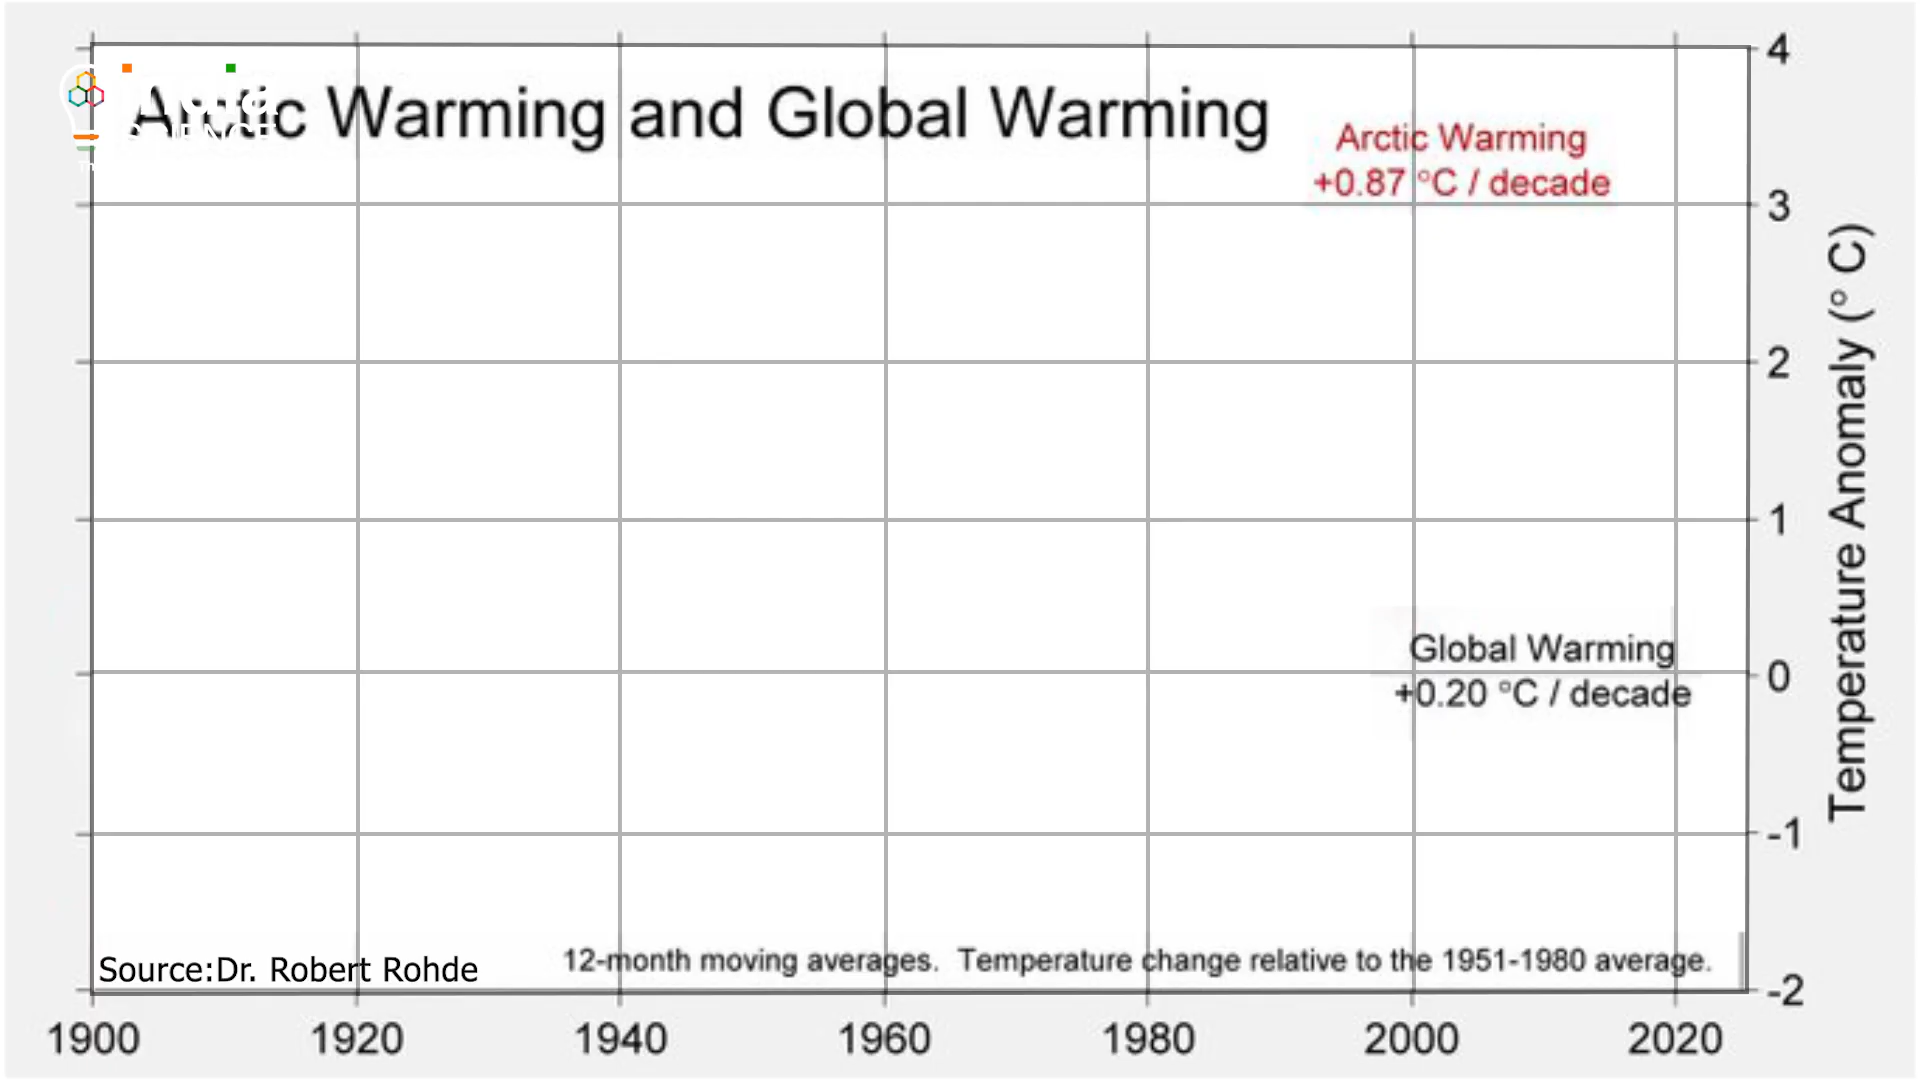 Arctic Warming and Global Warming
SCIENCE
Arctic Warming
+0.87 °C / decade
4
3
2
1
0
-1
-2
Temperature Anomaly (° C)
Global Warming
+0.20 °C / decade
12-month moving averages. Temperature change relative to the 1951-1980 average.
Source:Dr. Robert Rohde
1900 1920 1940 1960 1980 2000 2020